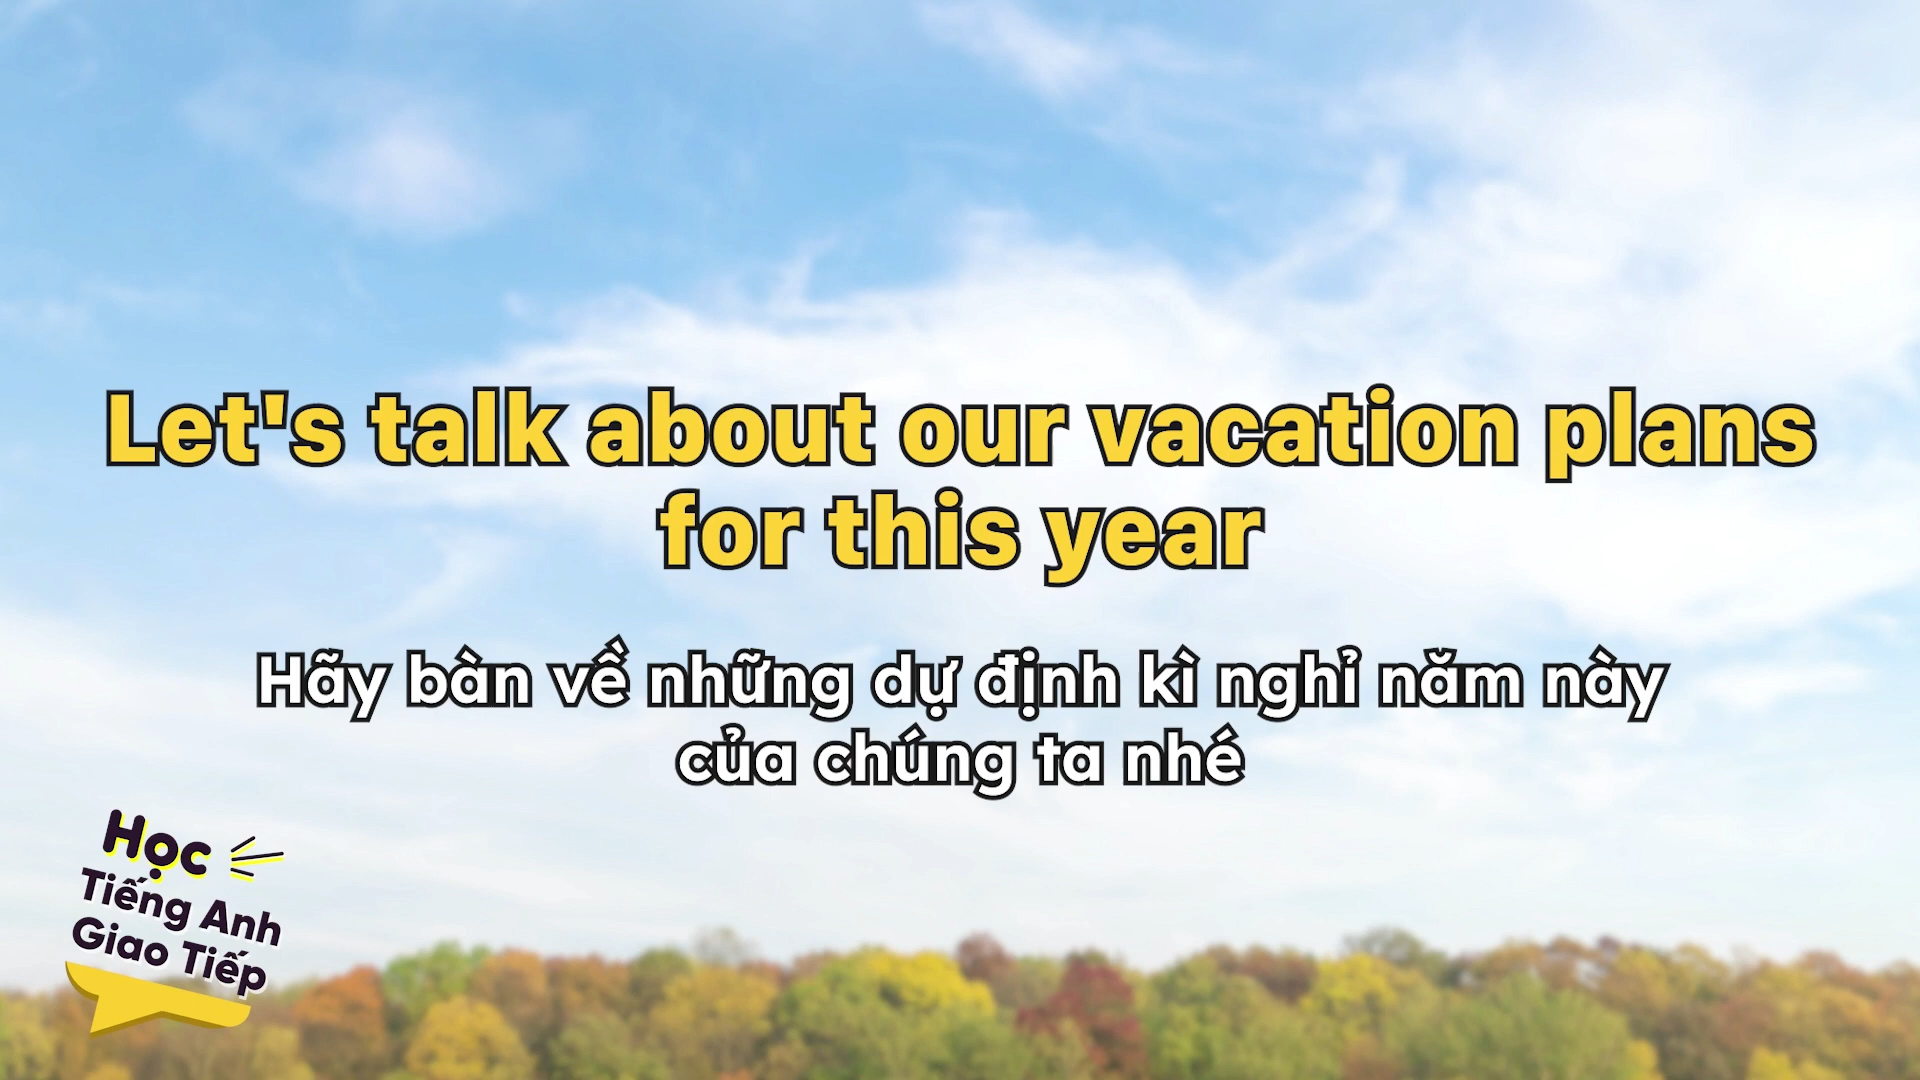 Let's talk about our vacation plans
for this year
Hãy bàn về những dự định kì nghỉ năm này
của chúng ta nhé
Học
Tiếng Anh
Giao Tiếp